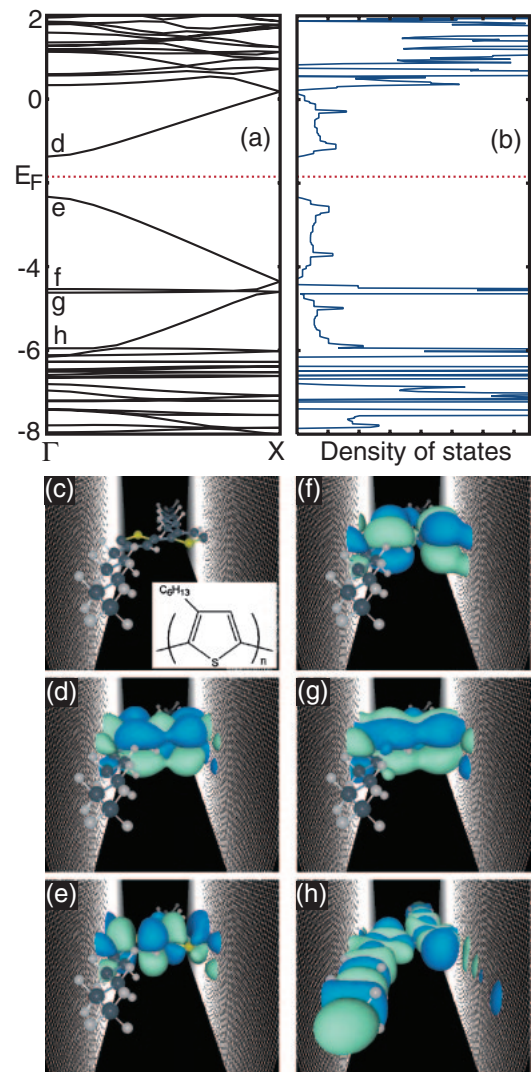 2
0
E_F
-4
-6
-8
Γ
X
d
e
f
g
h
(a)
(b)
Density of states
(c)
C₆H₁₃
S
n
(f)
(d)
(g)
(e)
(h)